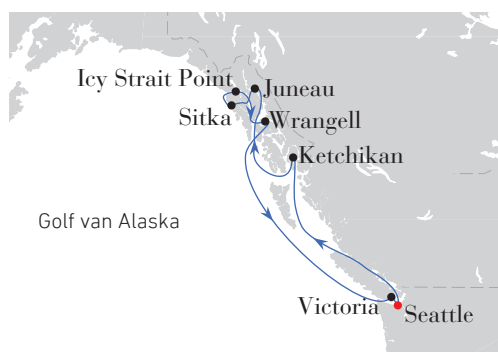 Icy Strait Point
Juneau
Sitka
Wrangell
Ketchikan
Golf van Alaska
Victoria
Seattle